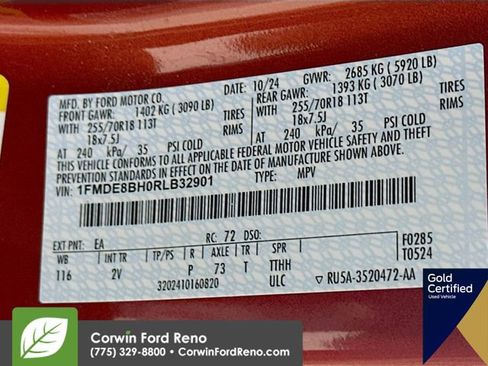 MFD. BY FORD MOTOR CO.
10/24 GVWR: 2685 KG (5920 LB)
FRONT GAWR: 1402 KG (3090 LB)
REAR GAWR: 1393 KG (3070 LB)
WITH 255/70R18 113T TIRES
WITH 255/70R18 113T TIRES
18x7.5J RIMS
18x7.5J RIMS
AT 240 kPa/ 35 PSI COLD
AT 240 kPa/ 35 PSI COLD
THIS VEHICLE CONFORMS TO ALL APPLICABLE FEDERAL MOTOR VEHICLE SAFETY AND THEFT
PREVENTION STANDARDS IN EFFECT ON THE DATE OF MANUFACTURE SHOWN ABOVE.
VIN: 1FMDE8BH0RLB32901
TYPE: MPV
EXT PNT: EA RC: 72 DSO: F0285
WB INT TR TP/PS R AXLE TR SPR T0524
116 2V P 73 T TTHH
3202410160820 ULC RU5A-3520472-AA
Gold
Certified
Used Vehicle
Corwin Ford Reno
(775) 329-8800 • CorwinFordReno.com